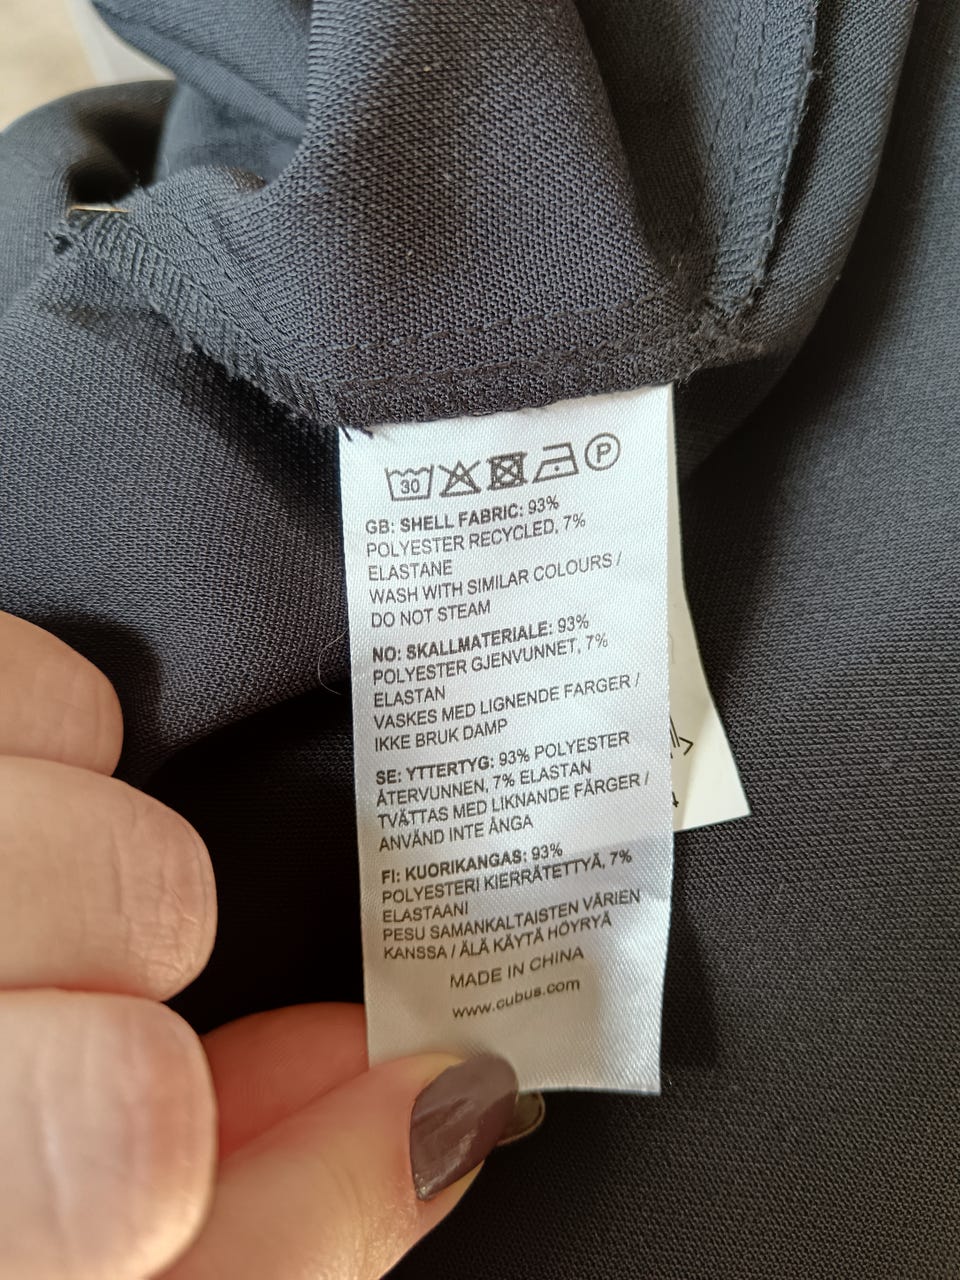 30 P
GB: SHELL FABRIC: 93%
POLYESTER RECYCLED, 7%
ELASTANE
WASH WITH SIMILAR COLOURS /
DO NOT STEAM
NO: SKALLMATERIALE: 93%
POLYESTER GJENVUNNET, 7%
ELASTAN
VASKES MED LIGNENDE FARGER /
IKKE BRUK DAMP
SE: YTTERTYG: 93% POLYESTER
ÅTERVUNNEN, 7% ELASTAN
TVÄTTAS MED LIKNANDE FÄRGER /
ANVÄND INTE ÅNGA
FI: KUORIKANGAS: 93%
POLYESTERI KIERRÄTETTYÄ, 7%
ELASTAANI
PESU SAMANKALTAISTEN VÄRIEN
KANSSA / ÄLÄ KÄYTÄ HÖYRYÄ
MADE IN CHINA
www.cubus.com